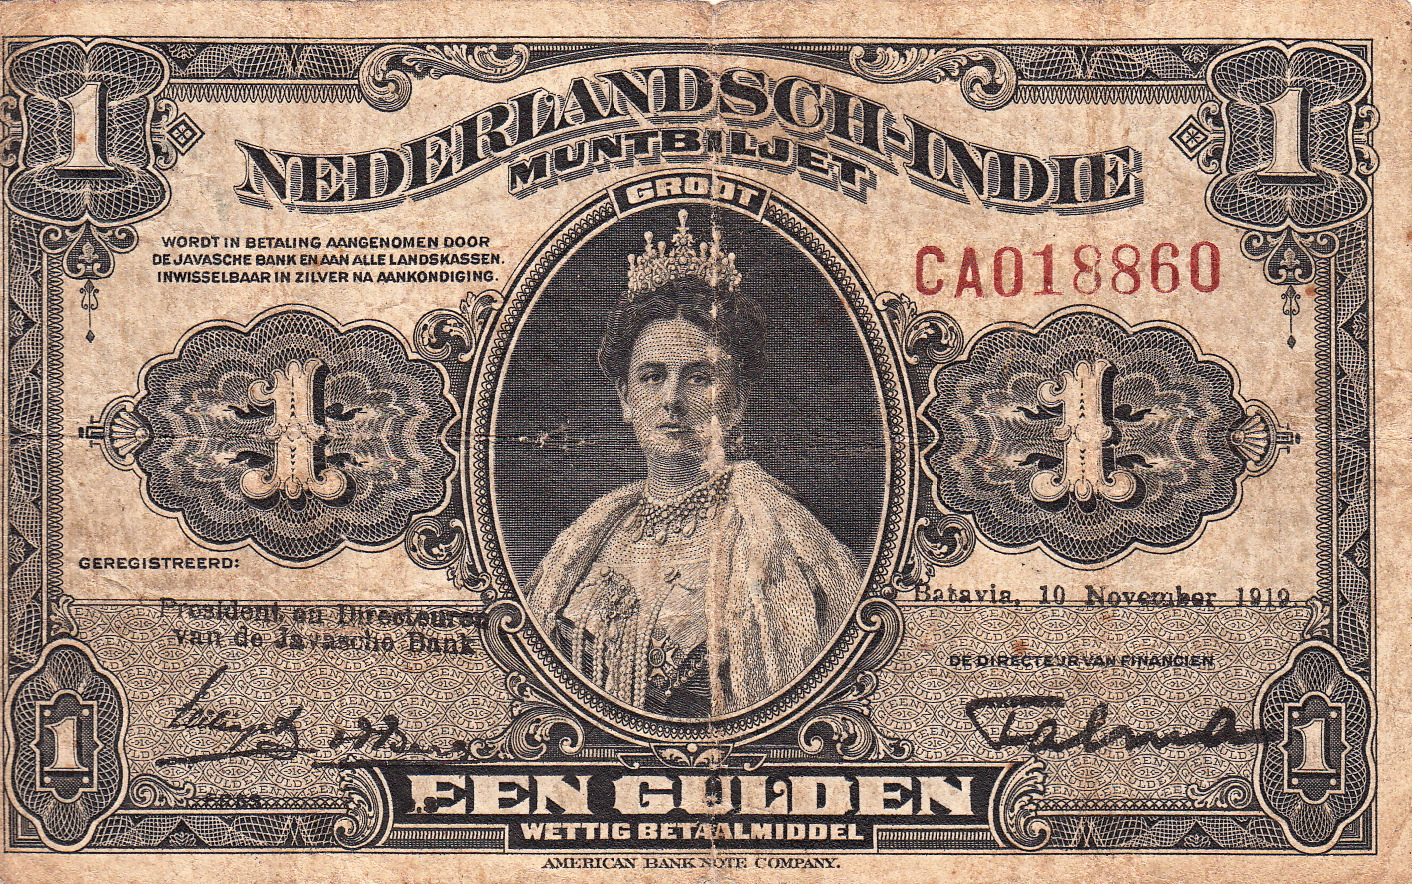 1
1
NEDERLANDSCH-INDIE
MUNTBILJET
GROOT
WORDT IN BETALING AANGENOMEN DOOR
DE JAVASCHE BANK EN AAN ALLE LANDSKASSEN.
INWISSELBAAR IN ZILVER NA AANKONDIGING.
CA018860
1
1
GEREGISTREERD:
President en Directeuren
van de Javasche Bank
Batavia, 10 November 1919.
DE DIRECTEUR VAN FINANCIEN
1
1
EEN GULDEN
WETTIG BETAALMIDDEL
AMERICAN BANK NOTE COMPANY.